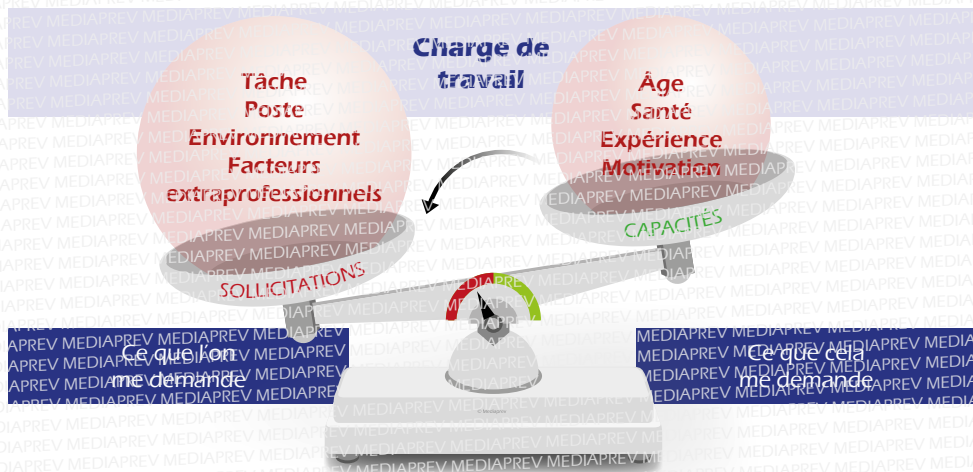 Charge de
travail
Tâche
Poste
Environnement
Facteurs
extraprofessionnels
SOLLICITATIONS
Âge
Santé
Expérience
Motivation
CAPACITÉS
Ce que l'on
me demande
Ce que cela
me demande
MEDIAPREV